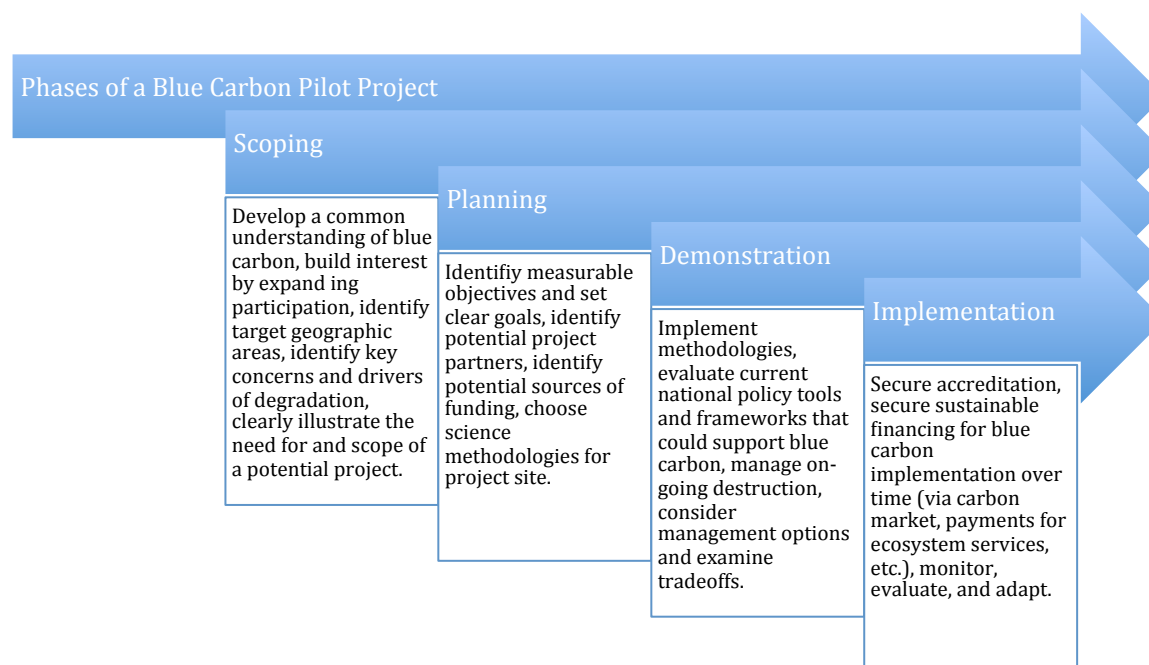 Phases of a Blue Carbon Pilot Project
Scoping
Develop a common
understanding of blue
carbon, build interest
by expand ing
participation, identify
target geographic
areas, identify key
concerns and drivers
of degradation,
clearly illustrate the
need for and scope of
a potential project.
Planning
Identifiy measurable
objectives and set
clear goals, identify
potential project
partners, identify
potential sources of
funding, choose
science
methodologies for
project site.
Demonstration
Implement
methodologies,
evaluate current
national policy tools
and frameworks that
could support blue
carbon, manage on-
going destruction,
consider
management options
and examine
tradeoffs.
Implementation
Secure accreditation,
secure sustainable
financing for blue
carbon
implementation over
time (via carbon
market, payments for
ecosystem services,
etc.), monitor,
evaluate, and adapt.